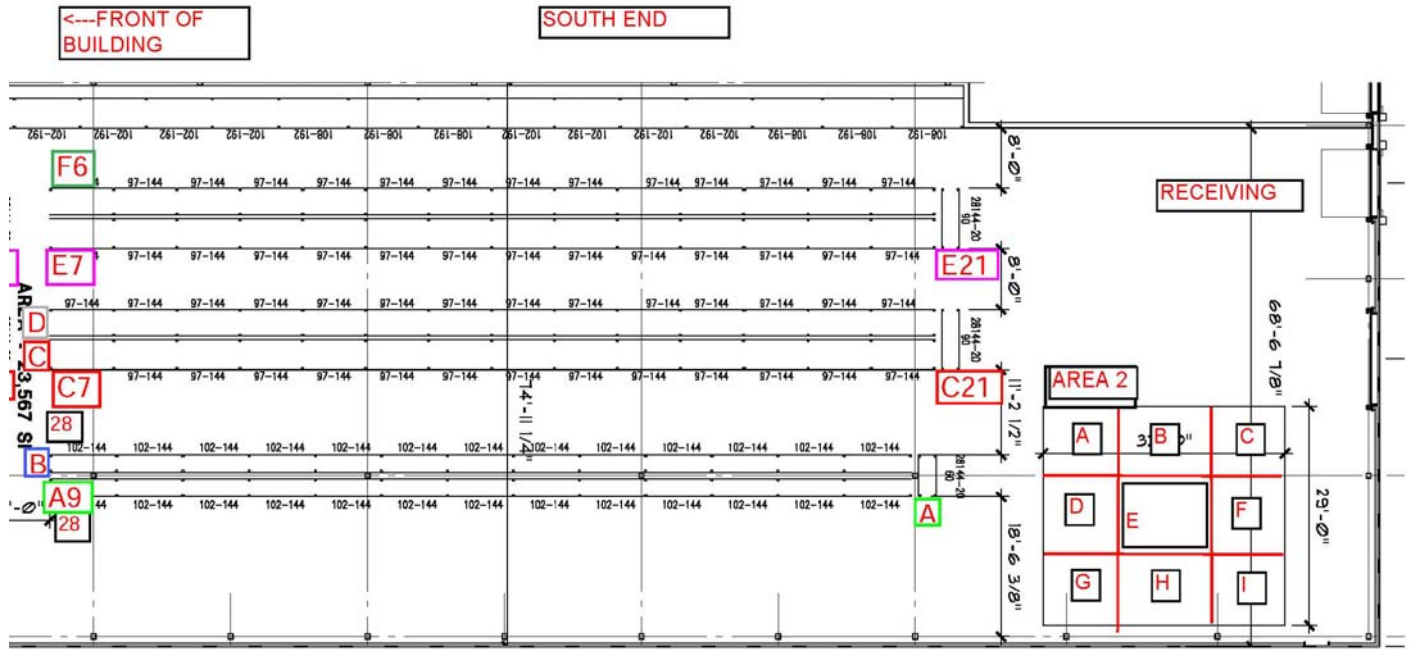 <---FRONT OF
BUILDING
SOUTH END
102-192 102-192 102-192 108-192 102-192 108-192 108-192 102-192 102-192 108-192 102-192 102-192 108-192 102-192 108-192
8'-0"
F6
97-144 97-144 97-144 97-144 97-144 97-144 97-144 97-144 97-144 97-144 97-144 97-144 97-144
RECEIVING
28144-20
90
E7
97-144 97-144 97-144 97-144 97-144 97-144 97-144 97-144 97-144 97-144 97-144 97-144 97-144
E21
8'-0"
97-144 97-144 97-144 97-144 97-144 97-144 97-144 97-144 97-144 97-144 97-144 97-144 97-144 97-144
D
28144-20
90
68'-6 7/8"
C
C7
97-144 97-144 97-144 97-144 97-144 97-144 97-144 97-144 97-144 97-144 97-144 97-144 97-144
C21
AREA 2
23,567
74'-11 1/4"
11'-2 1/2"
28
A
B
C
102-144 102-144 102-144 102-144 102-144 102-144 102-144 102-144 102-144 102-144 102-144 102-144 102-144
B
28144-20
60
A9
102-144 102-144 102-144 102-144 102-144 102-144 102-144 102-144 102-144 102-144 102-144 102-144
A
D
E
F
29'-0"
28
18'-6 3/8"
G
H
I